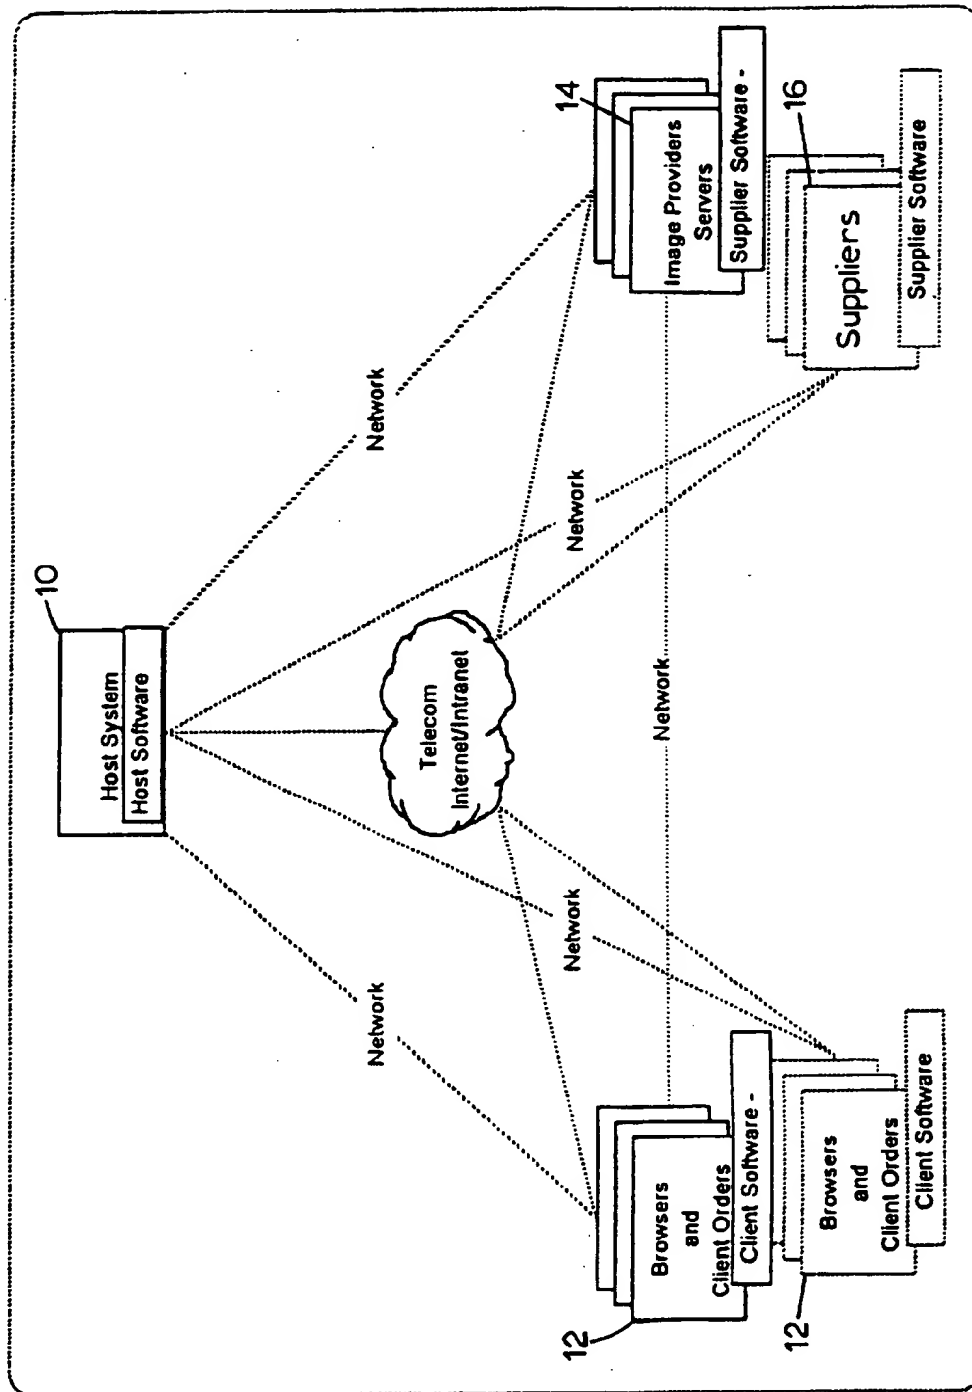 10
Host System
Host Software
Network
Network
Telecom
Internet/Intranet
Network
Network
Network
12
Browsers
and
Client Orders
Client Software -
12
Browsers
and
Client Orders
Client Software
14
Image Providers
Servers
Supplier Software -
16
Suppliers
Supplier Software